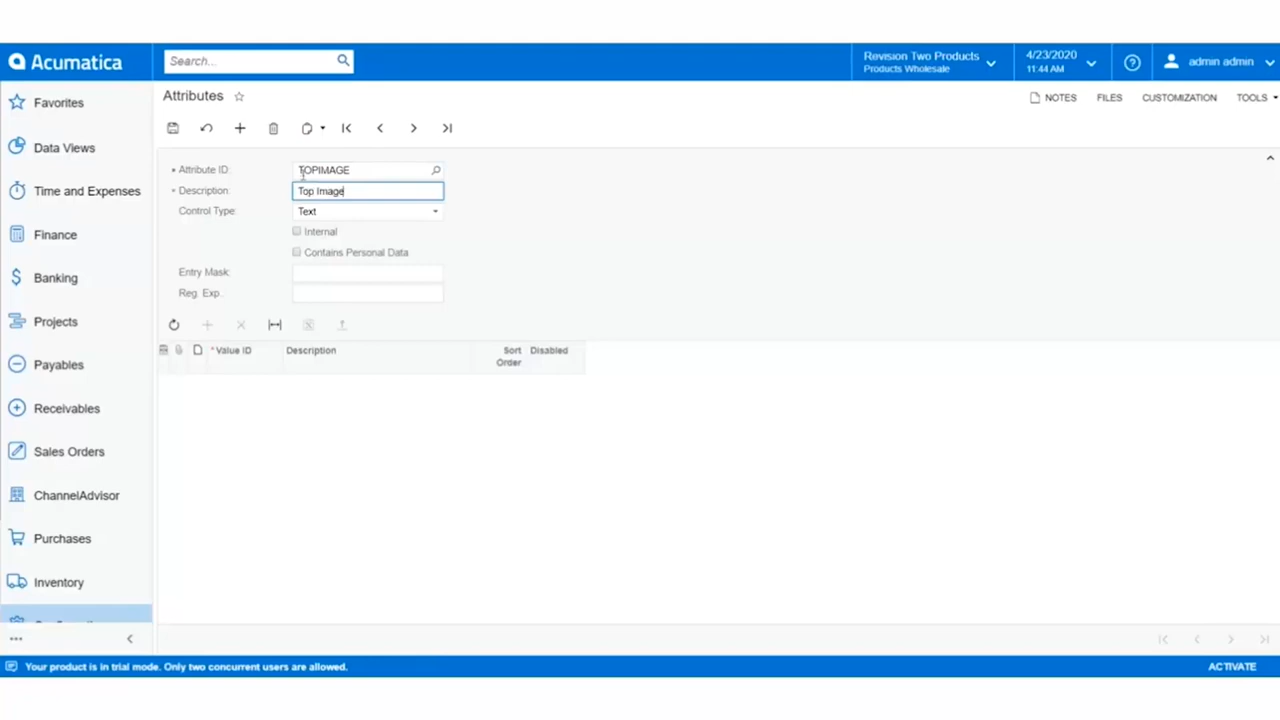 Acumatica
Search...
Revision Two Products
Products Wholesale
4/23/2020
11:44 AM
admin admin
Favorites
Data Views
Time and Expenses
Finance
Banking
Projects
Payables
Receivables
Sales Orders
ChannelAdvisor
Purchases
Inventory
Attributes
NOTES
FILES
CUSTOMIZATION
TOOLS
Attribute ID:
TOPIMAGE
Description:
Top Image
Control Type:
Text
Internal
Contains Personal Data
Entry Mask:
Reg. Exp.:
* Value ID
Description
Sort
Order
Disabled
Your product is in trial mode. Only two concurrent users are allowed.
ACTIVATE